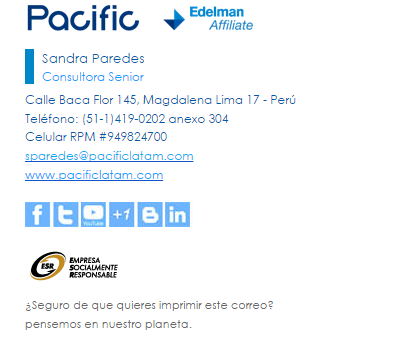 Pacific
Edelman
Affiliate
Sandra Paredes
Consultora Senior
Calle Baca Flor 145, Magdalena Lima 17 - Perú
Teléfono: (51-1)419-0202 anexo 304
Celular RPM #949824700
sparedes@pacificlatam.com
www.pacificlatam.com
f t You YouTube +1 B in
ESR EMPRESA
SOCIALMENTE
RESPONSABLE
¿Seguro de que quieres imprimir este correo?
pensemos en nuestro planeta.